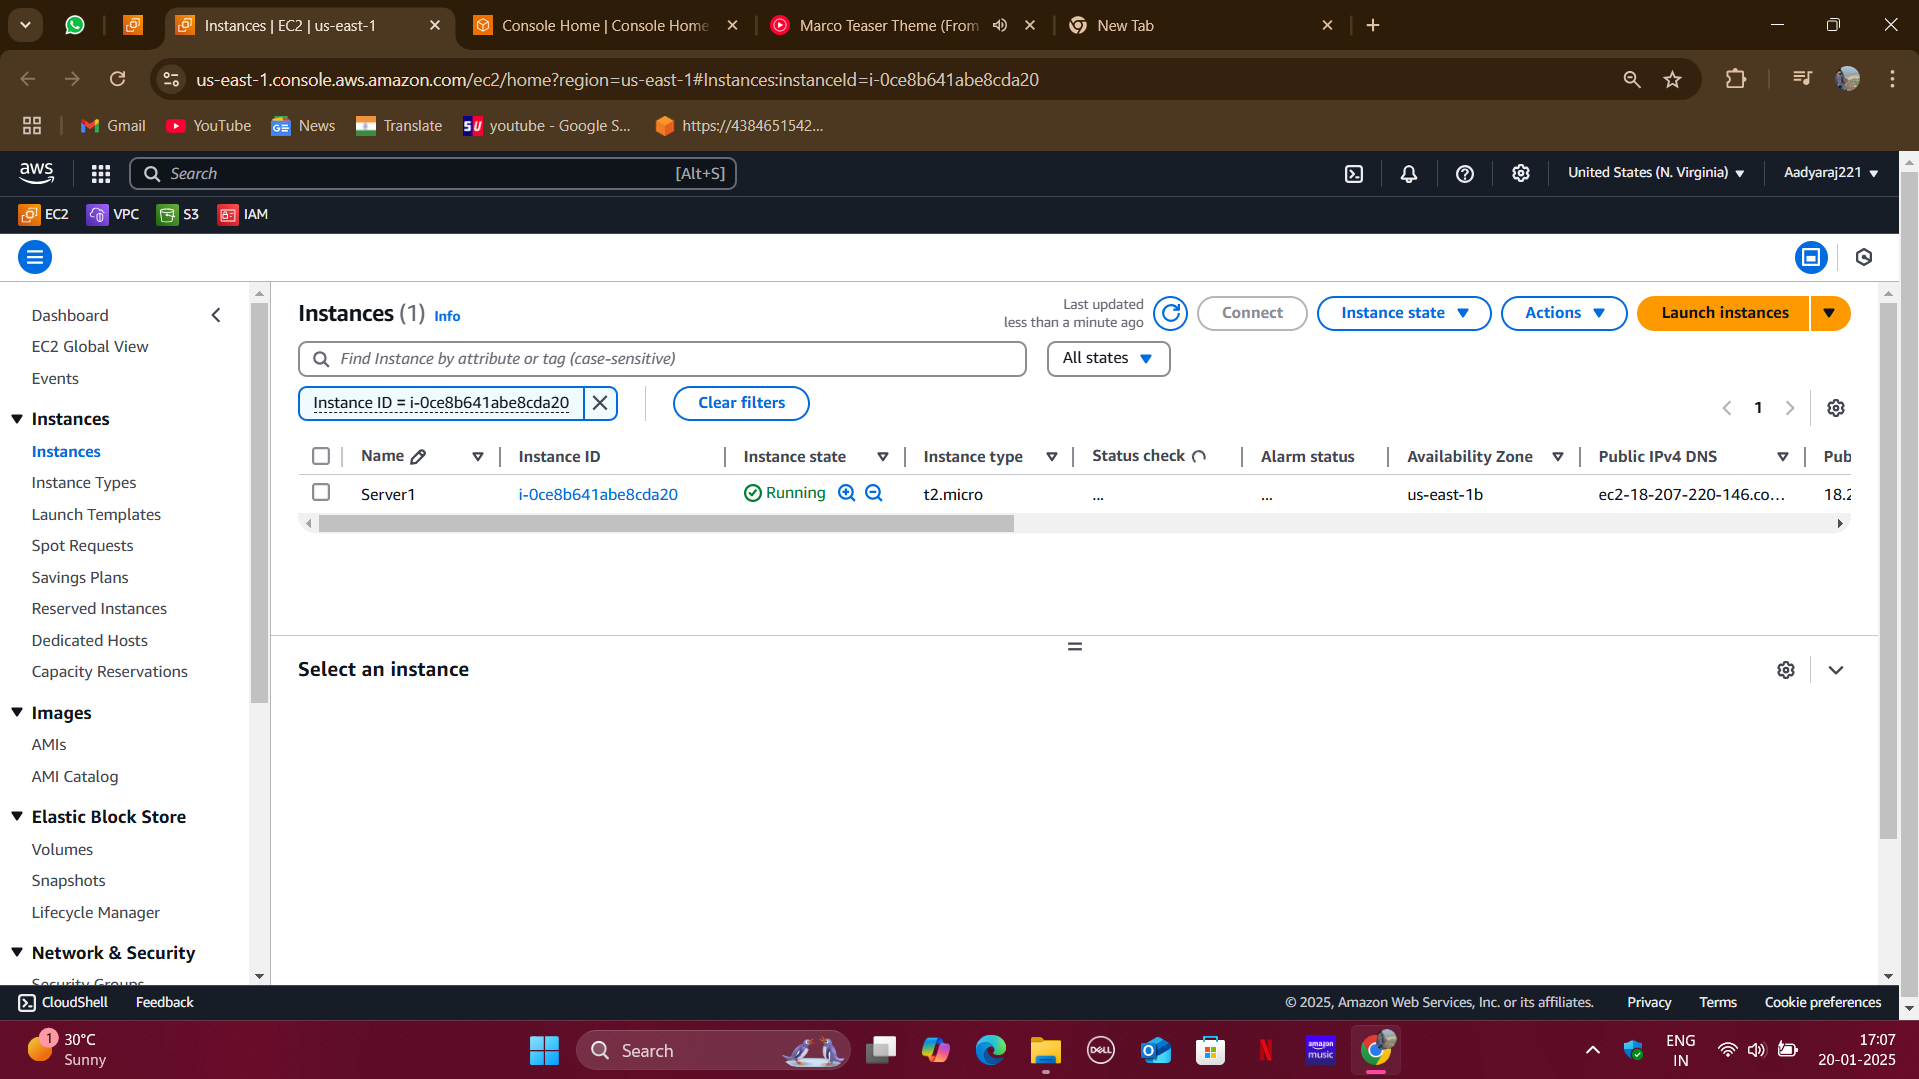 Instances | EC2 | us-east-1
Console Home | Console Home
Marco Teaser Theme (From
New Tab
us-east-1.console.aws.amazon.com/ec2/home?region=us-east-1#Instances:instanceId=i-0ce8b641abe8cda20
Gmail
YouTube
News
Translate
SU
youtube - Google S...
https://4384651542...
aws
Search
[Alt+S]
United States (N. Virginia)
Aadyaraj221
EC2
VPC
S3
IAM
Dashboard
EC2 Global View
Events
Instances
Instances
Instance Types
Launch Templates
Spot Requests
Savings Plans
Reserved Instances
Dedicated Hosts
Capacity Reservations
Images
AMIs
AMI Catalog
Elastic Block Store
Volumes
Snapshots
Lifecycle Manager
Network & Security
Security Groups
Instances (1) Info
Last updated
less than a minute ago
Connect
Instance state
Actions
Launch instances
Find Instance by attribute or tag (case-sensitive)
All states
Instance ID = i-0ce8b641abe8cda20
Clear filters
1
Name
Instance ID
Instance state
Instance type
Status check
Alarm status
Availability Zone
Public IPv4 DNS
Pub
Server1
i-0ce8b641abe8cda20
Running
t2.micro
...
...
us-east-1b
ec2-18-207-220-146.co...
18.2
Select an instance
CloudShell
Feedback
© 2025, Amazon Web Services, Inc. or its affiliates.
Privacy
Terms
Cookie preferences
1
30°C
Sunny
Search
DELL
amazon
music
ENG
IN
17:07
20-01-2025